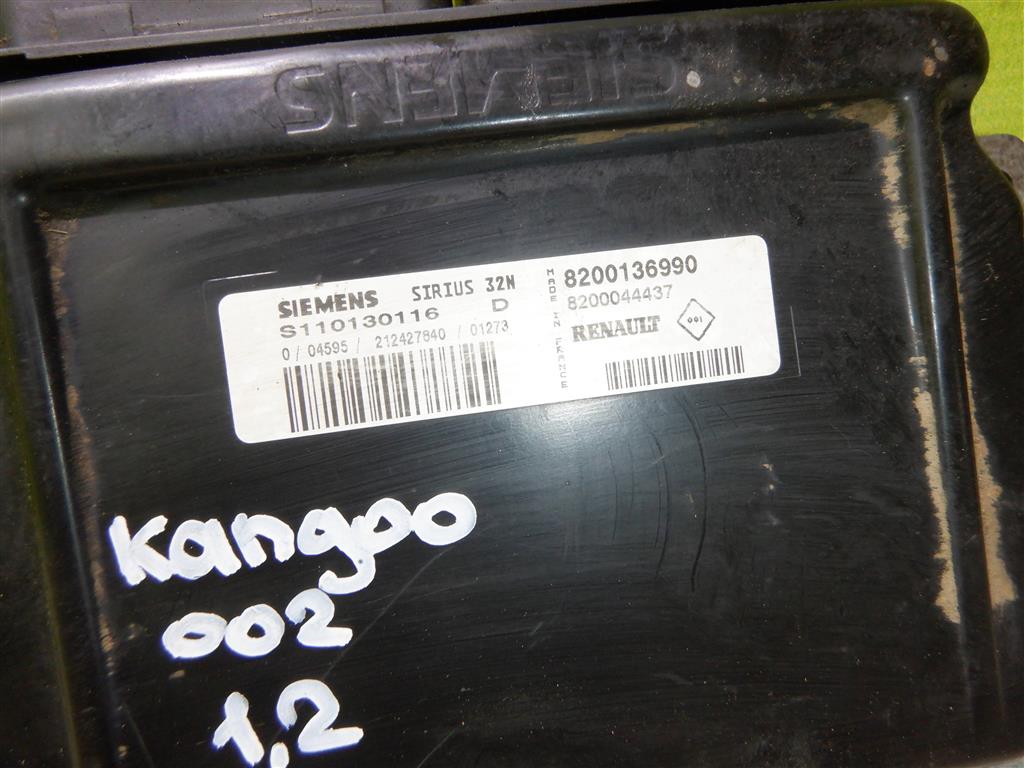 SIEMENS
SIEMENS SIRIUS 32N
S110130116 D
0/ 04595/ 212427840 /01273
MADE IN FRANCE
8200136990
8200044437
RENAULT 001
Kangoo
002
1.2